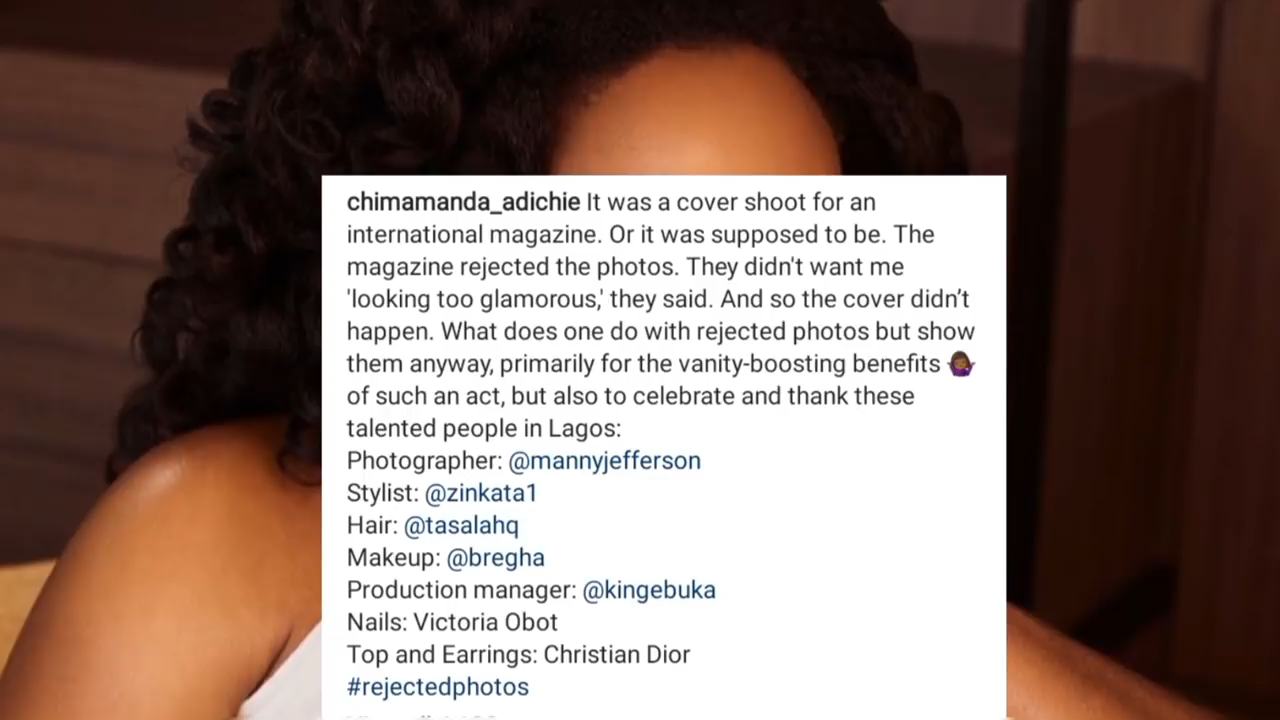 chimamanda_adichie It was a cover shoot for an
international magazine. Or it was supposed to be. The
magazine rejected the photos. They didn't want me
'looking too glamorous,' they said. And so the cover didn’t
happen. What does one do with rejected photos but show
them anyway, primarily for the vanity-boosting benefits 🤷🏾‍♀️
of such an act, but also to celebrate and thank these
talented people in Lagos:
Photographer: @mannyjefferson
Stylist: @zinkata1
Hair: @tasalahq
Makeup: @bregha
Production manager: @kingebuka
Nails: Victoria Obot
Top and Earrings: Christian Dior
#rejectedphotos